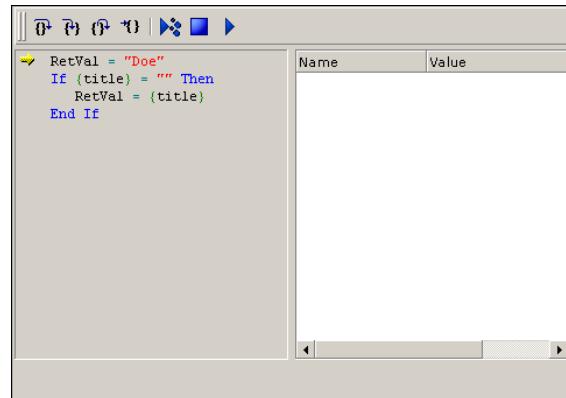 RetVal = "Doe"
If {title} = "" Then
RetVal = {title}
End If
Name Value